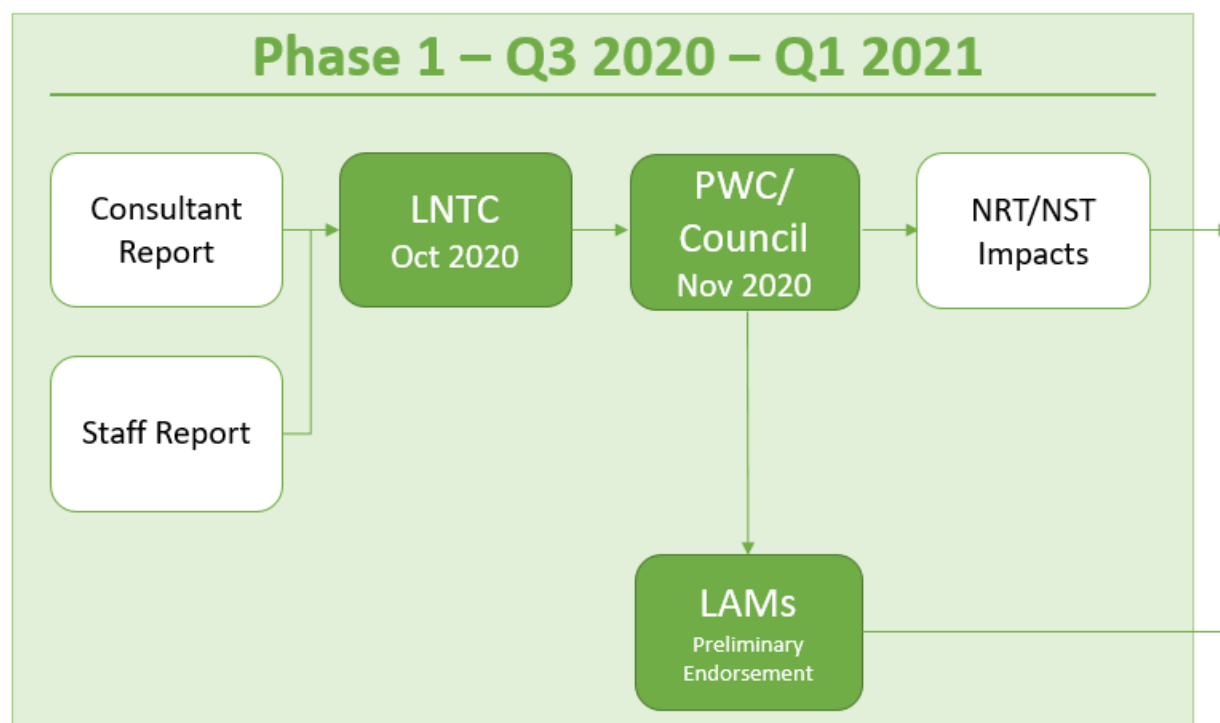 Phase 1 – Q3 2020 – Q1 2021
Consultant
Report
LNTC
Oct 2020
PWC/
Council
Nov 2020
NRT/NST
Impacts
Staff Report
LAMs
Preliminary
Endorsement